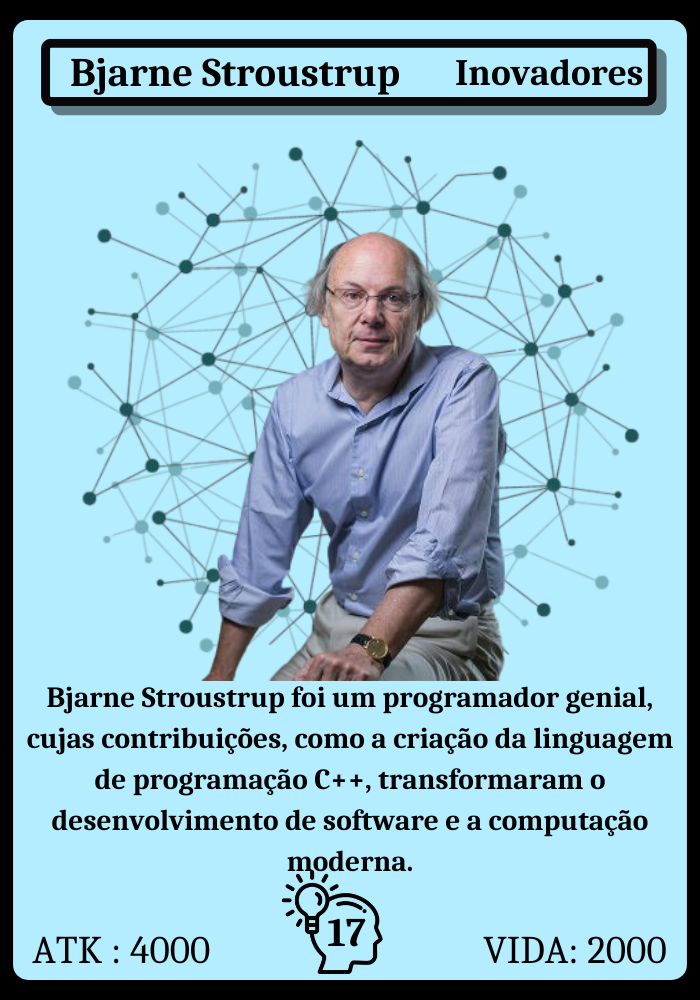 Bjarne Stroustrup Inovadores
Bjarne Stroustrup foi um programador genial,
cujas contribuições, como a criação da linguagem
de programação C++, transformaram o
desenvolvimento de software e a computação
moderna.
17
ATK : 4000 VIDA: 2000